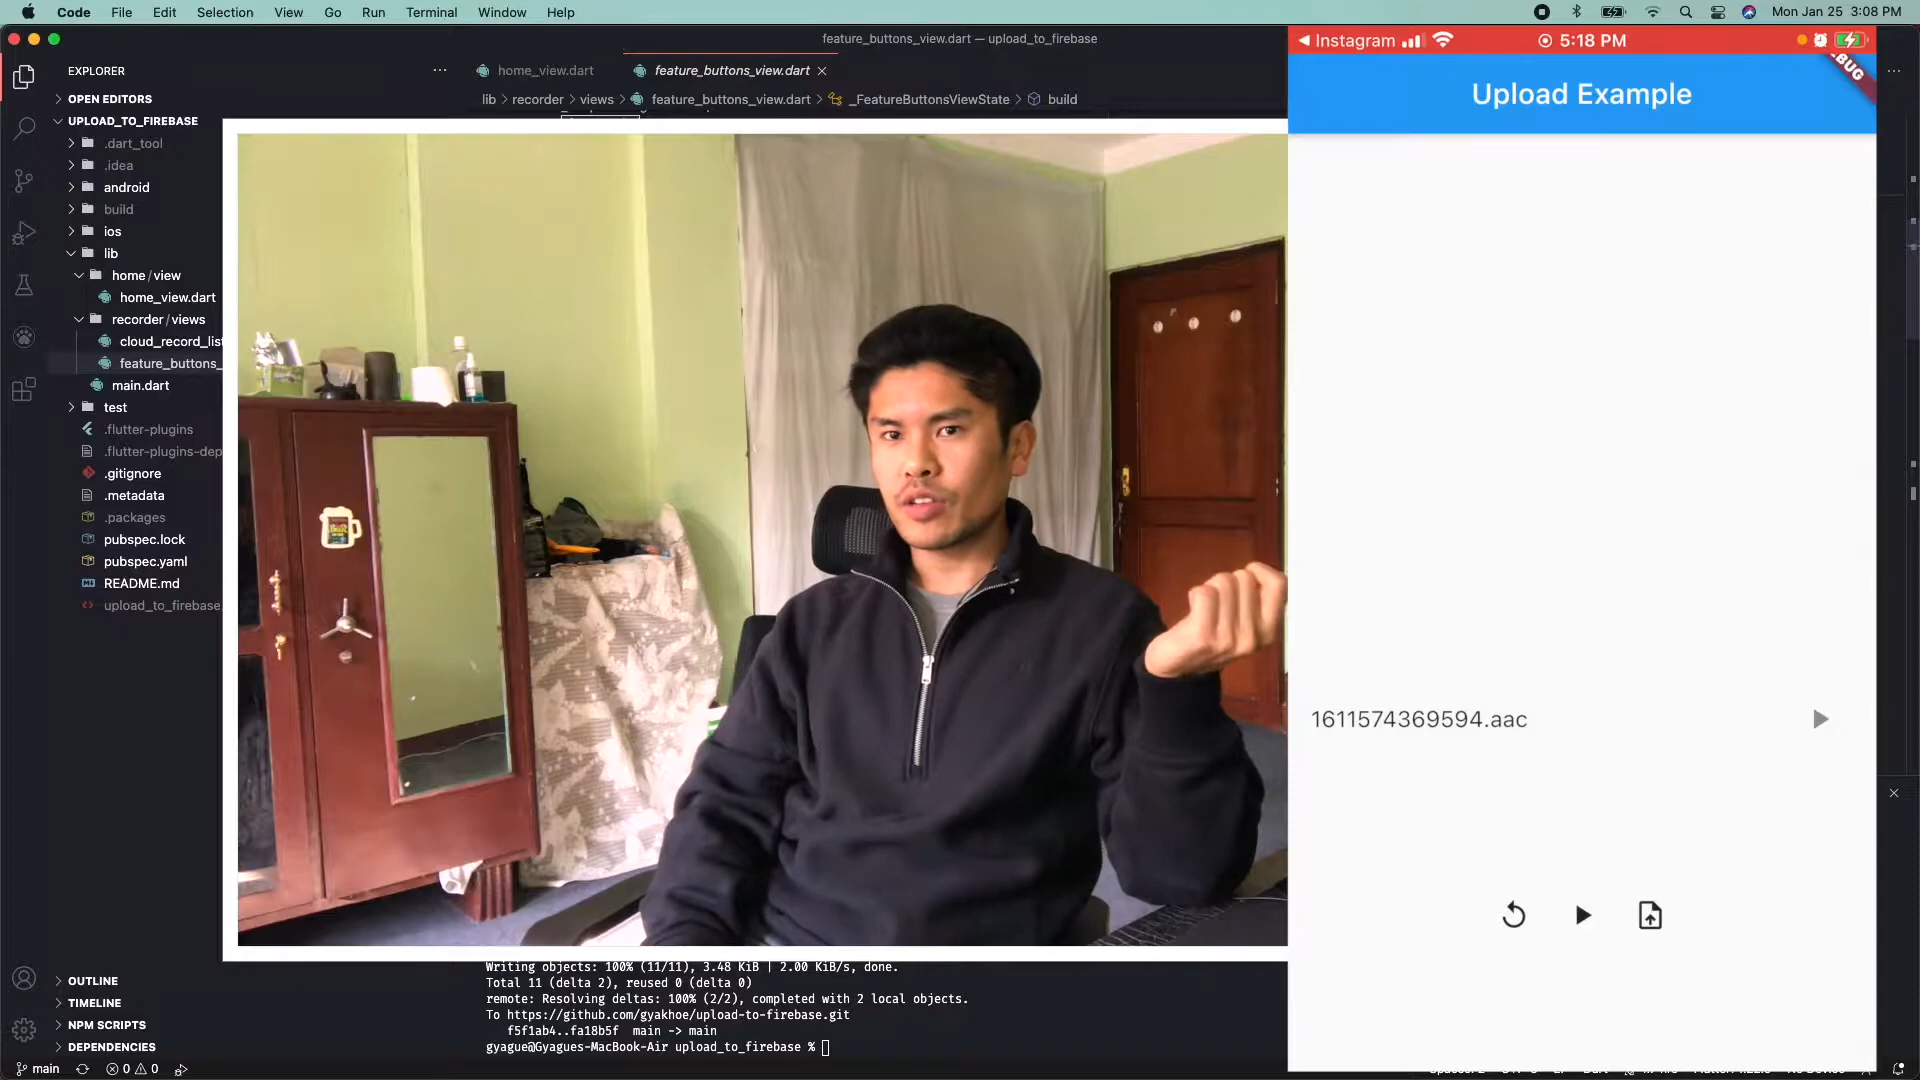 Code File Edit Selection View Go Run Terminal Window Help
Mon Jan 25 3:08 PM
feature_buttons_view.dart — upload_to_firebase
EXPLORER
home_view.dart
feature_buttons_view.dart
lib > recorder > views > feature_buttons_view.dart > _FeatureButtonsViewState > build
OPEN EDITORS
UPLOAD_TO_FIREBASE
.dart_tool
.idea
android
build
ios
lib
home / view
home_view.dart
recorder / views
cloud_record_list
feature_buttons_
main.dart
test
.flutter-plugins
.flutter-plugins-dep
.gitignore
.metadata
.packages
pubspec.lock
pubspec.yaml
README.md
upload_to_firebase.
OUTLINE
TIMELINE
NPM SCRIPTS
DEPENDENCIES
Writing objects: 100% (11/11), 3.48 KiB | 2.00 KiB/s, done.
Total 11 (delta 2), reused 0 (delta 0)
remote: Resolving deltas: 100% (2/2), completed with 2 local objects.
To https://github.com/gyakhoe/upload-to-firebase.git
f5f1ab4..fa18b5f main -> main
gyague@Gyagues-MacBook-Air upload_to_firebase %
main 0 0
Instagram 5:18 PM
Upload Example
1611574369594.aac